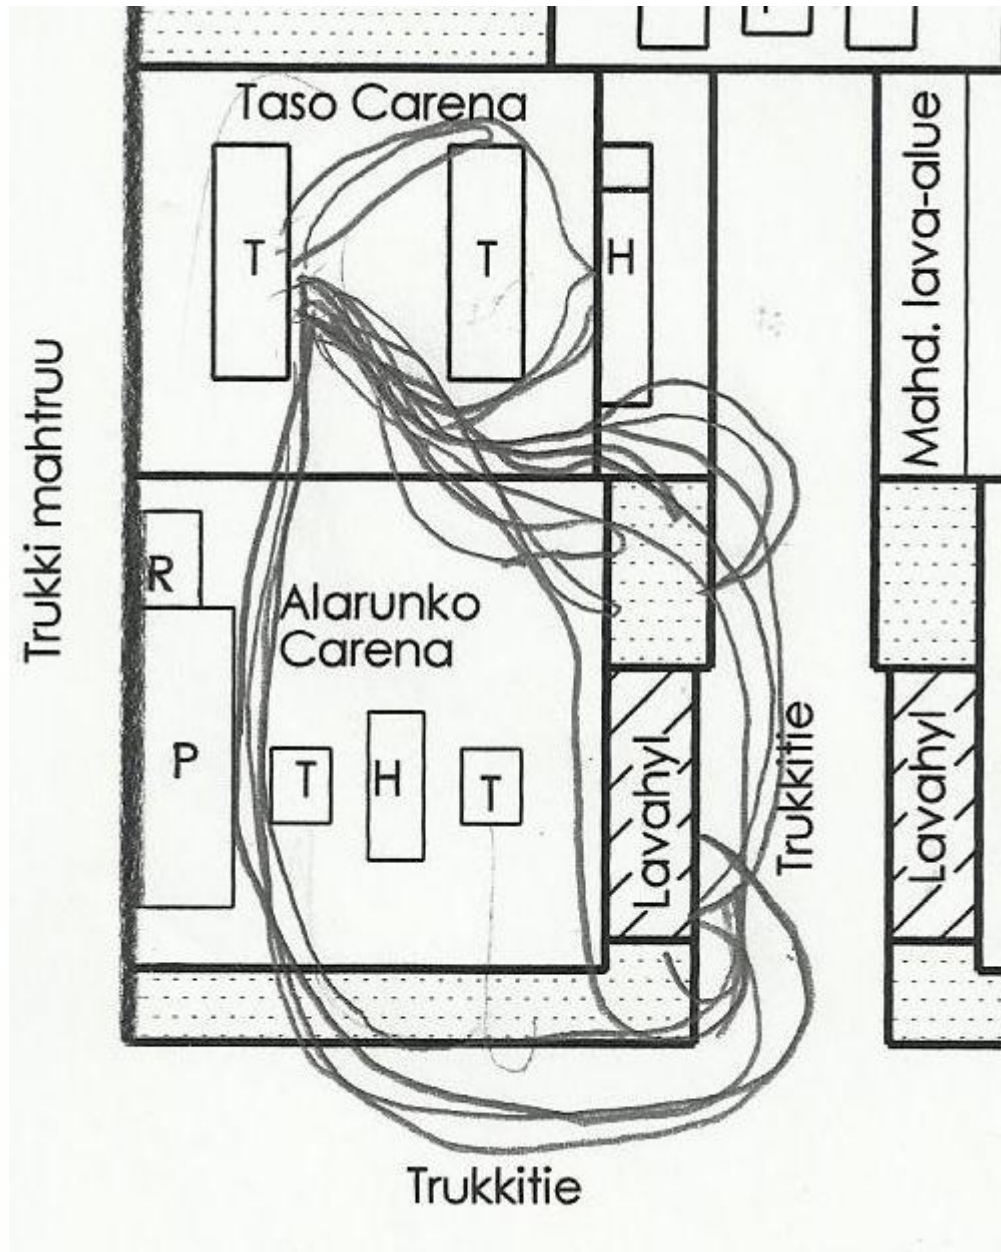 Taso Carena
T
T
H
Mahd. lava-alue
Trukki mahtruu
R
Alarunko
Carena
P
T
H
T
Lavahyl.
Trukkitie
Lavahyl.
Trukkitie